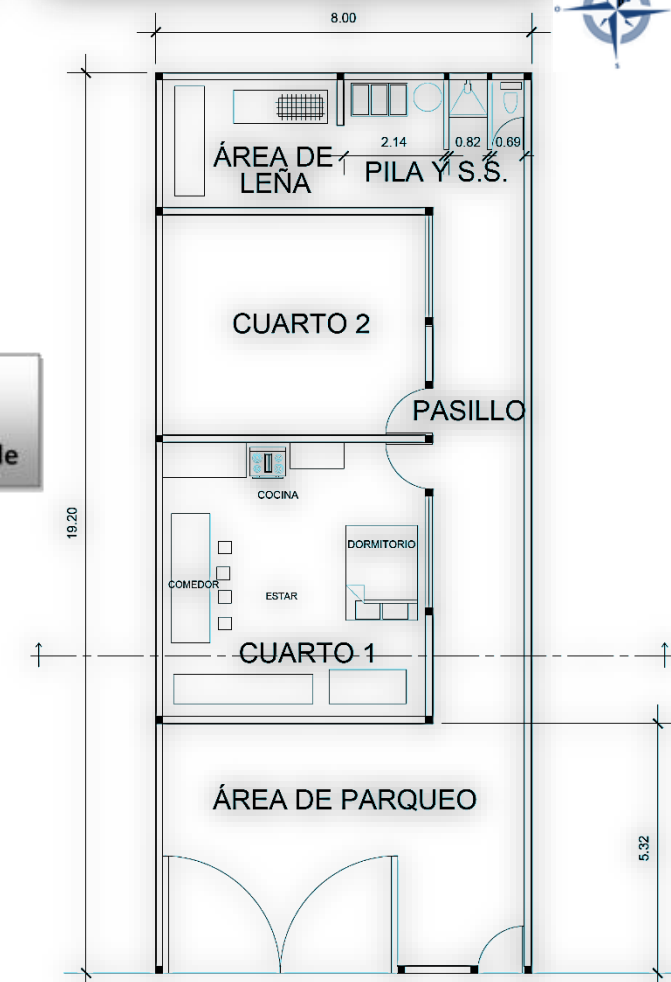 8.00
ÁREA DE
LEÑA
2.14
0.82
0.69
PILA Y S.S.
CUARTO 2
PASILLO
le
COCINA
19.20
DORMITORIO
COMEDOR
ESTAR
CUARTO 1
ÁREA DE PARQUEO
5.32